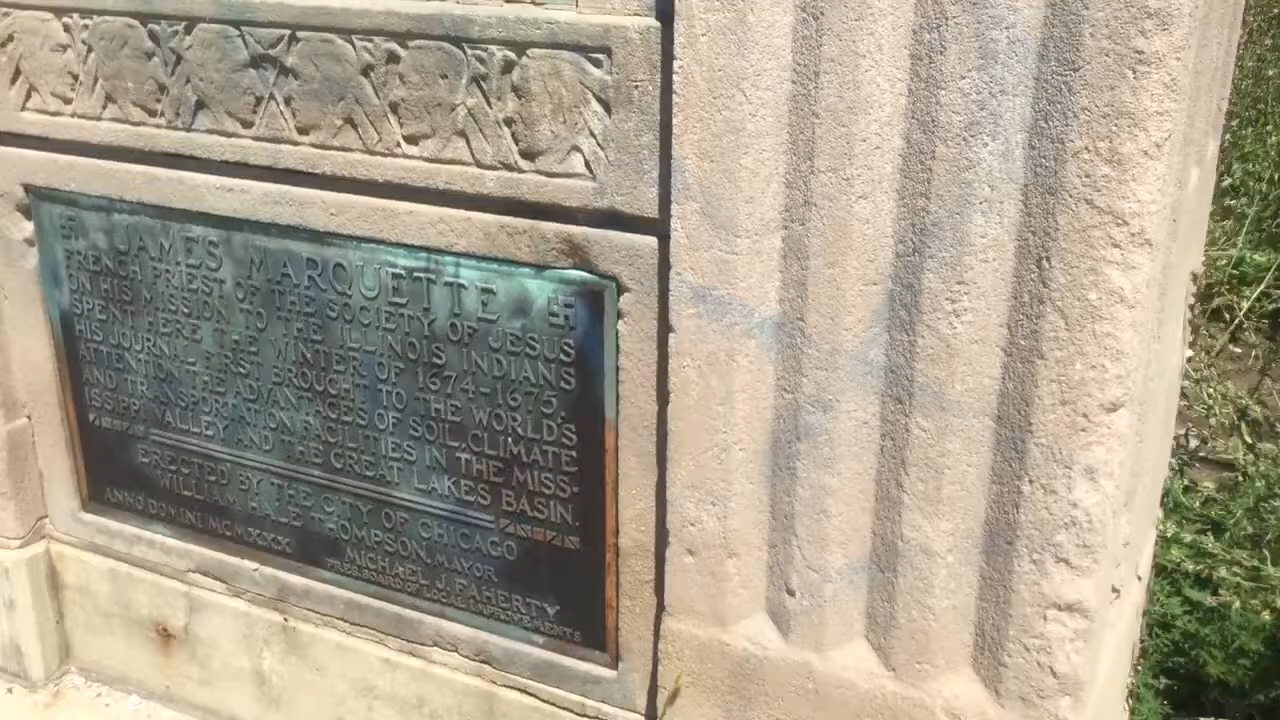 JAMES MARQUETTE
FRENCH PRIEST OF THE SOCIETY OF JESUS
ON HIS MISSION TO THE ILLINOIS INDIANS
SPENT HERE THE WINTER OF 1674-1675.
HIS JOURNAL FIRST BROUGHT TO THE WORLD'S
ATTENTION THE ADVANTAGES OF SOIL, CLIMATE
AND TRANSPORTATION FACILITIES IN THE MISS-
ISSIPPI VALLEY AND THE GREAT LAKES BASIN.
ERECTED BY THE CITY OF CHICAGO
WILLIAM HALE THOMPSON, MAYOR
ANNO DOMINI MCMXXX
MICHAEL J. FAHERTY
PRES. BOARD OF LOCAL IMPROVEMENTS